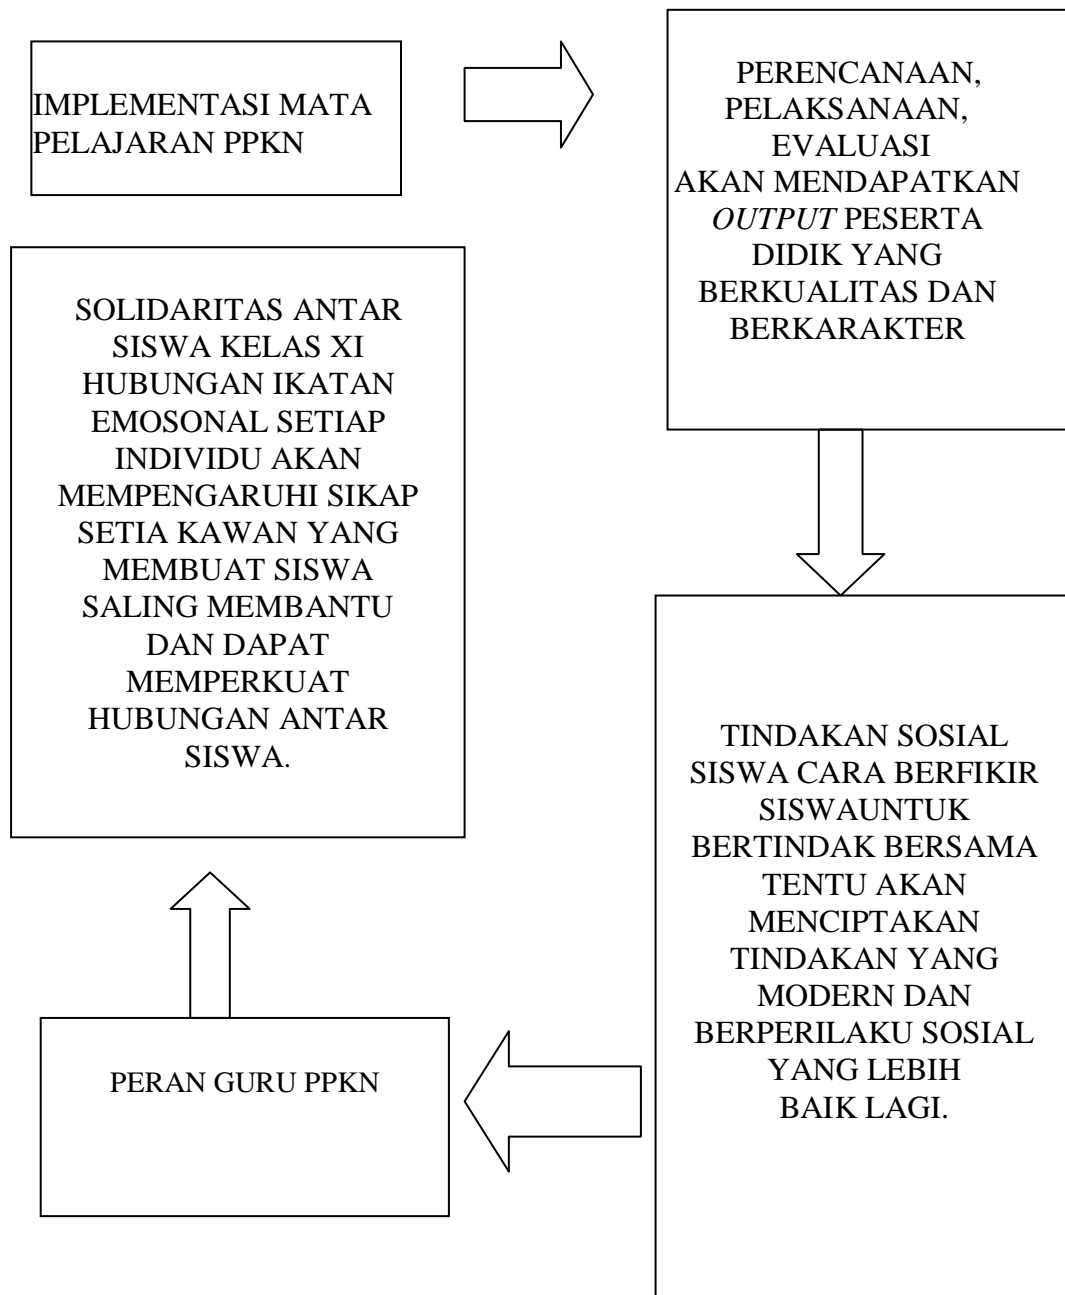 IMPLEMENTASI MATA
PELAJARAN PPKN
PERENCANAAN,
PELAKSANAAN,
EVALUASI
AKAN MENDAPATKAN
OUTPUT PESERTA
DIDIK YANG
BERKUALITAS DAN
BERKARAKTER
TINDAKAN SOSIAL
SISWA CARA BERFIKIR
SISWAUNTUK
BERTINDAK BERSAMA
TENTU AKAN
MENCIPTAKAN
TINDAKAN YANG
MODERN DAN
BERPERILAKU SOSIAL
YANG LEBIH
BAIK LAGI.
PERAN GURU PPKN
SOLIDARITAS ANTAR
SISWA KELAS XI
HUBUNGAN IKATAN
EMOSONAL SETIAP
INDIVIDU AKAN
MEMPENGARUHI SIKAP
SETIA KAWAN YANG
MEMBUAT SISWA
SALING MEMBANTU
DAN DAPAT
MEMPERKUAT
HUBUNGAN ANTAR
SISWA.